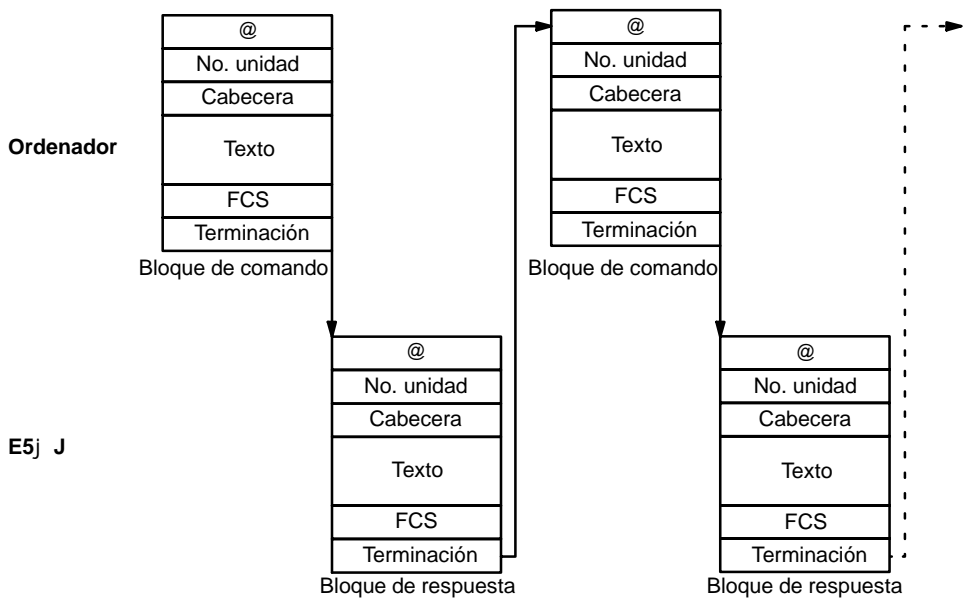 @
No. unidad
Cabecera
Texto
FCS
Terminación
Bloque de comando
@
No. unidad
Cabecera
Texto
FCS
Terminación
Bloque de comando
Ordenador
@
No. unidad
Cabecera
Texto
FCS
Terminación
Bloque de respuesta
@
No. unidad
Cabecera
Texto
FCS
Terminación
Bloque de respuesta
E5j J